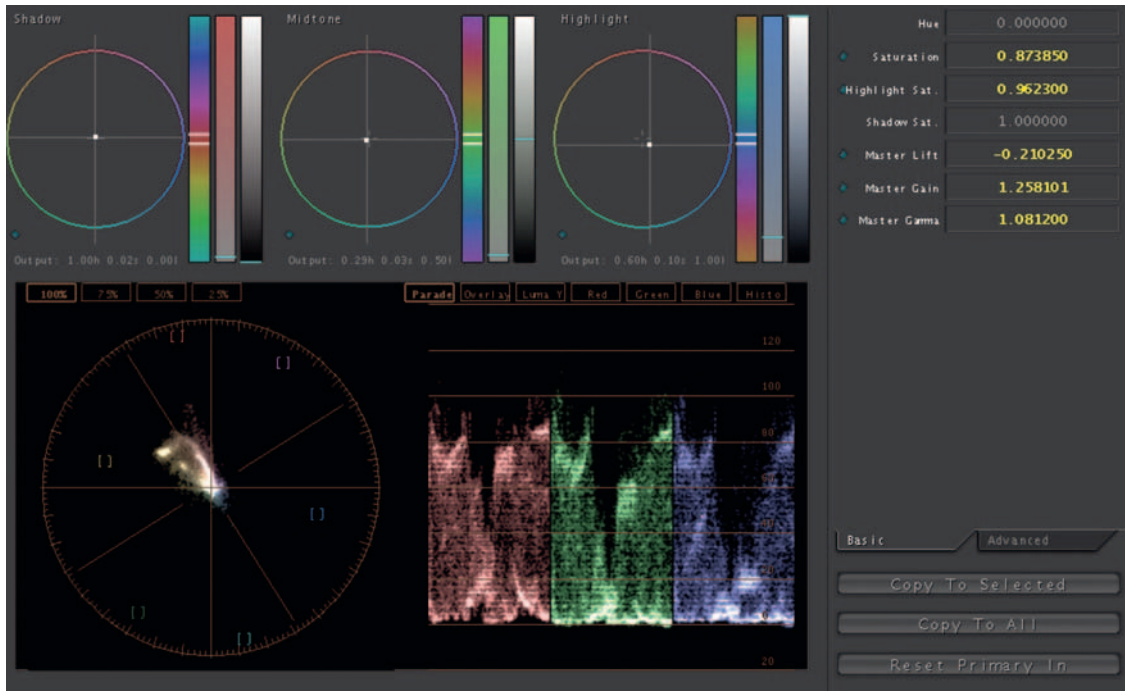 Shadow
Midtone
Highlight
Output: 1.00h 0.02s 0.00l
Output: 0.29h 0.03s 0.50l
Output: 0.60h 0.10s 1.00l
Hue 0.000000
Saturation 0.873850
Highlight Sat. 0.962300
Shadow Sat. 1.000000
Master Lift -0.210250
Master Gain 1.258101
Master Gamma 1.081200
100% 75% 50% 25%
Parade Overlay Luma Y Red Green Blue Histo
120
100
80
20
Basic
Advanced
Copy To Selected
Copy To All
Reset Primary In